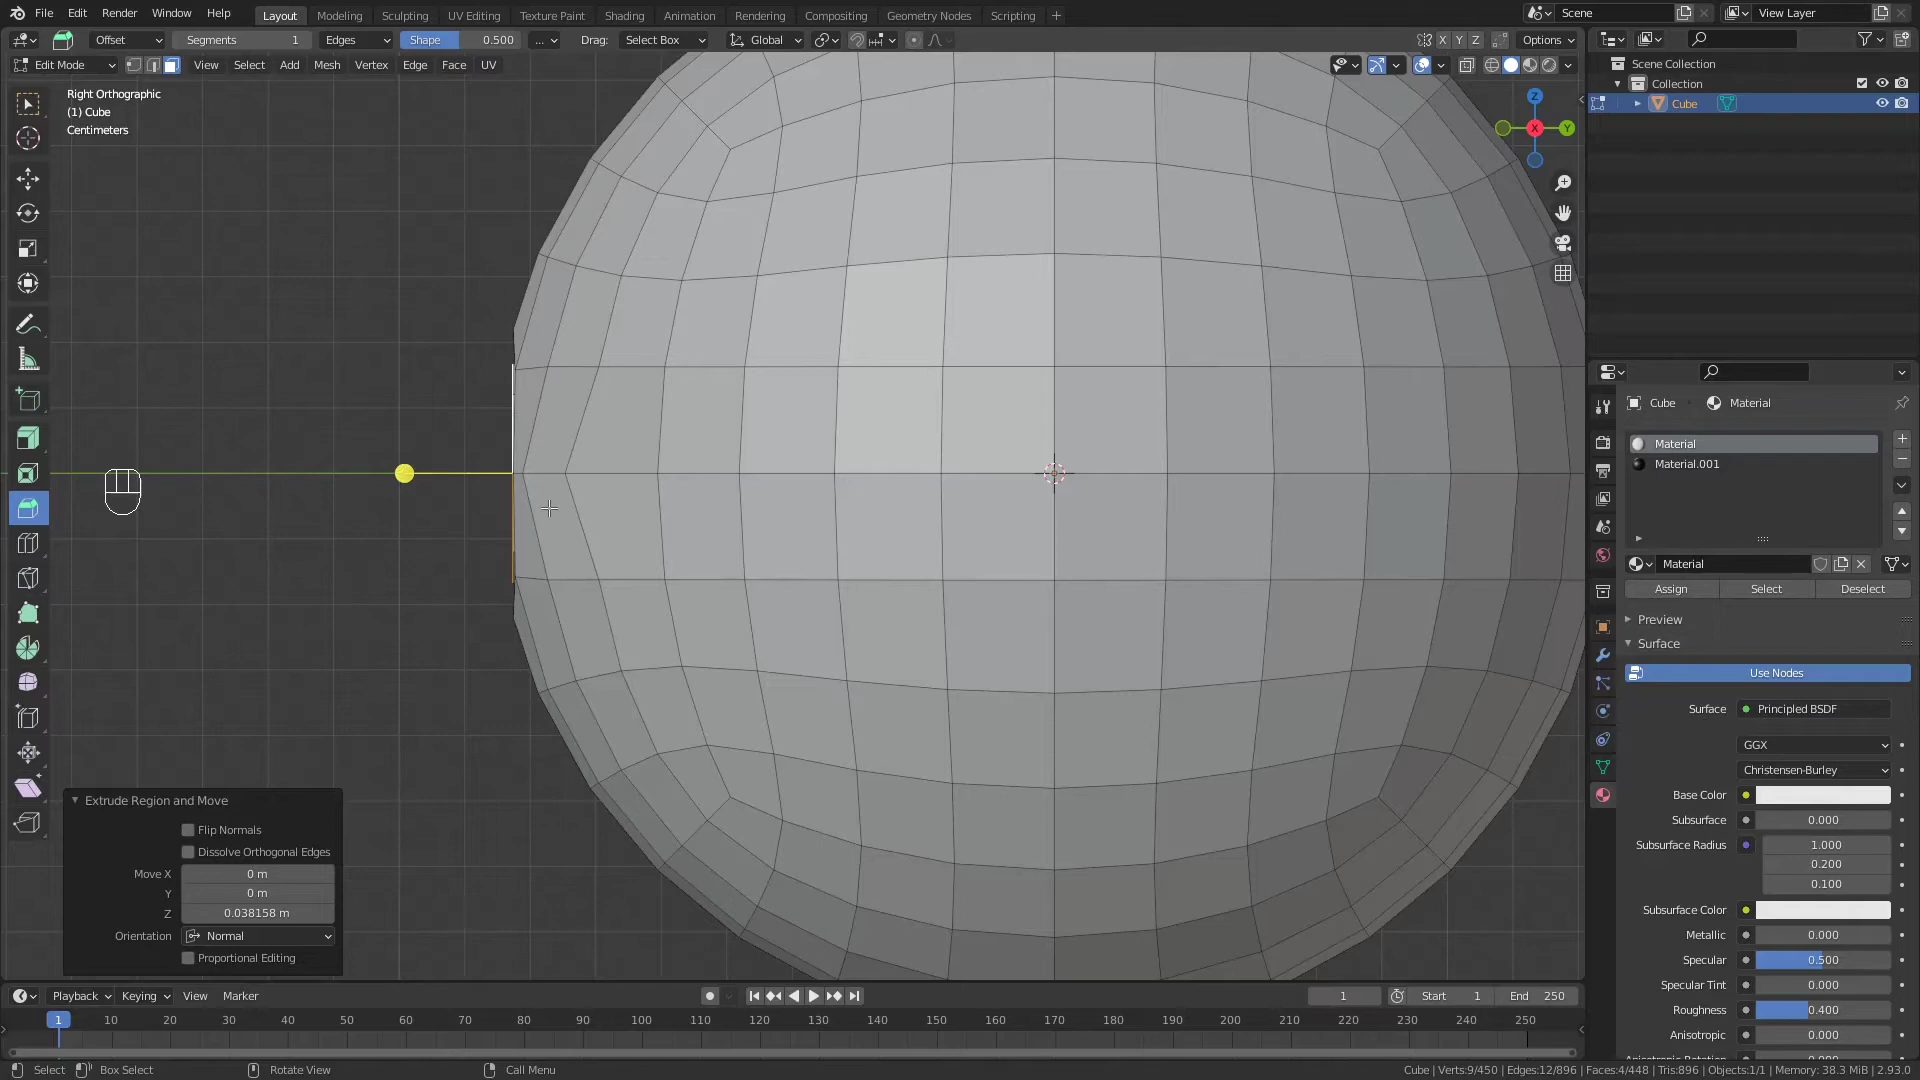 File Edit Render Window Help Layout Modeling Sculpting UV Editing Texture Paint Shading Animation Rendering Compositing Geometry Nodes Scripting + Scene View Layer
Offset Segments 1 Edges Shape 0.500 ... Drag: Select Box Global X Y Z Options
Edit Mode View Select Add Mesh Vertex Edge Face UV
Right Orthographic
(1) Cube
Centimeters
Z
Y
X
Scene Collection
Collection
Cube
Cube Material
Material
Material.001
Material
Assign Select Deselect
Preview
Surface
Use Nodes
Surface Principled BSDF
GGX
Christensen-Burley
Base Color
Subsurface 0.000
Subsurface Radius 1.000
0.200
0.100
Subsurface Color
Metallic 0.000
Specular 0.500
Specular Tint 0.000
Roughness 0.400
Anisotropic 0.000
Anisotropic Rotation 0.000
Extrude Region and Move
Flip Normals
Dissolve Orthogonal Edges
Move X 0 m
Y 0 m
Z 0.038158 m
Orientation Normal
Proportional Editing
Playback Keying View Marker 1 Start 1 End 250
1 10 20 30 40 50 60 70 80 90 100 110 120 130 140 150 160 170 180 190 200 210 220 230 240 250
Select Box Select Rotate View Call Menu Cube | Verts:9/450 | Edges:12/896 | Faces:4/448 | Tris:896 | Objects:1/1 | Memory: 38.3 MiB | 2.93.0